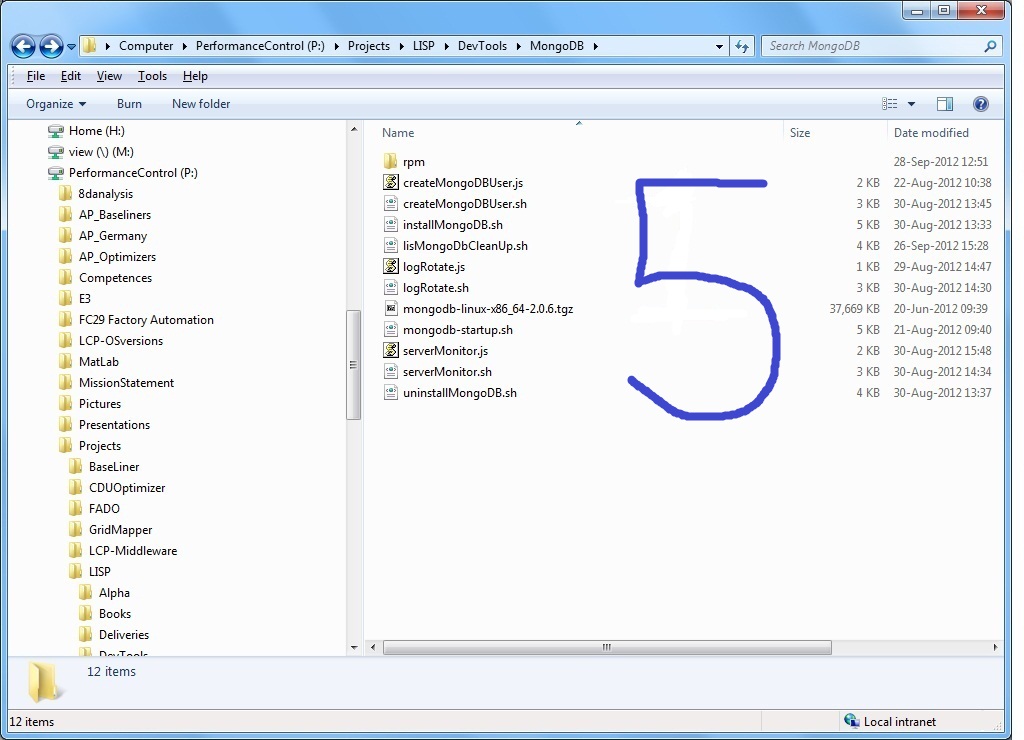 Computer ▸ PerformanceControl (P:) ▸ Projects ▸ LISP ▸ DevTools ▸ MongoDB ▸
Search MongoDB
File Edit View Tools Help
Organize Burn New folder
Home (H:)
view (\) (M:)
PerformanceControl (P:)
8danalysis
AP_Baseliners
AP_Germany
AP_Optimizers
Competences
E3
FC29 Factory Automation
LCP-OSversions
MatLab
MissionStatement
Pictures
Presentations
Projects
BaseLiner
CDUOptimizer
FADO
GridMapper
LCP-Middleware
LISP
Alpha
Books
Deliveries
DevTools
Name Size Date modified
rpm 28-Sep-2012 12:51
createMongoDBUser.js 2 KB 22-Aug-2012 10:38
createMongoDBUser.sh 3 KB 30-Aug-2012 13:45
installMongoDB.sh 5 KB 30-Aug-2012 13:33
lisMongoDbCleanUp.sh 4 KB 26-Sep-2012 15:28
logRotate.js 1 KB 29-Aug-2012 14:47
logRotate.sh 3 KB 30-Aug-2012 14:30
mongodb-linux-x86_64-2.0.6.tgz 37,669 KB 20-Jun-2012 09:39
mongodb-startup.sh 5 KB 21-Aug-2012 09:40
serverMonitor.js 2 KB 30-Aug-2012 15:48
serverMonitor.sh 3 KB 30-Aug-2012 14:34
uninstallMongoDB.sh 4 KB 30-Aug-2012 13:37
5
12 items
12 items
Local intranet